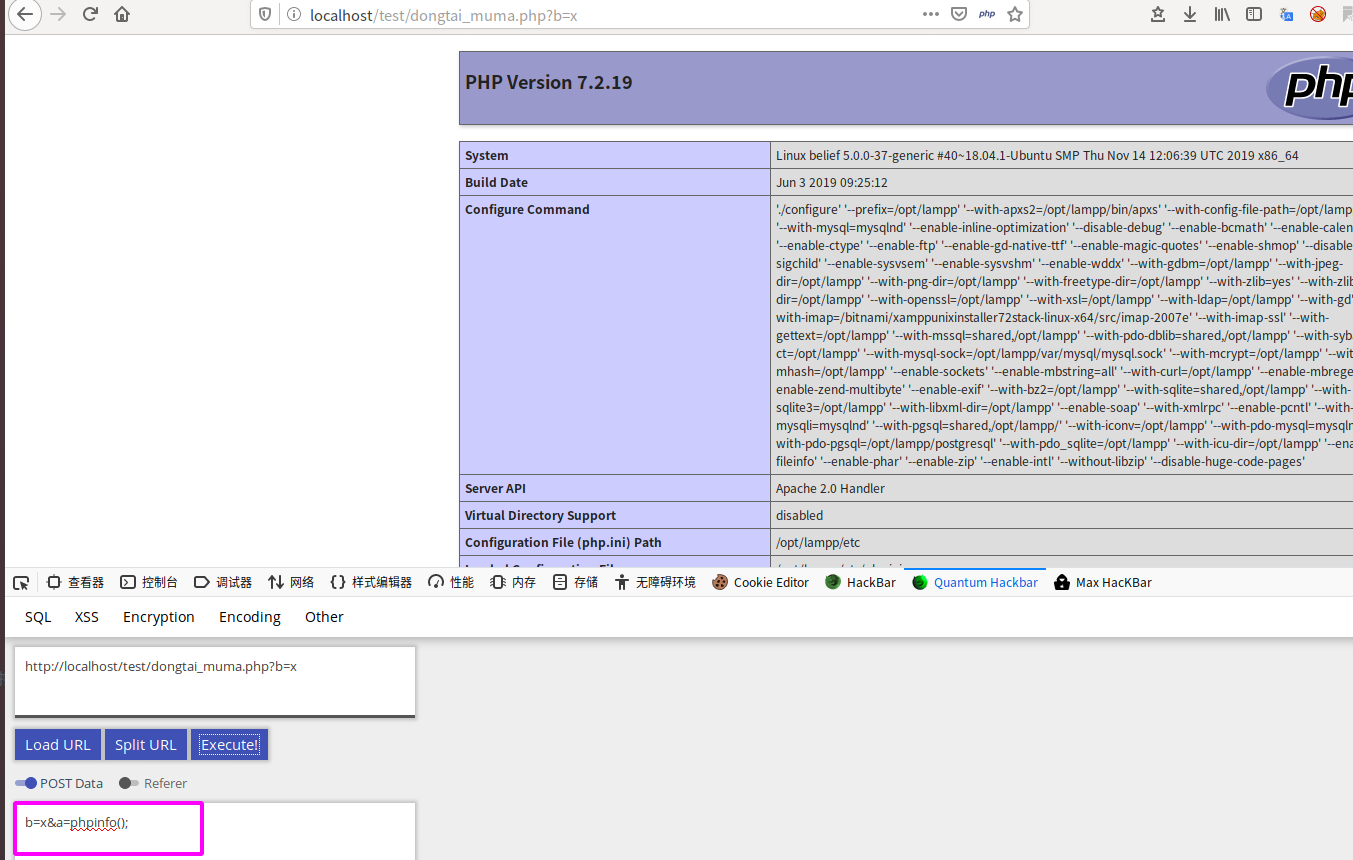 localhost/test/dongtai_muma.php?b=x
php
PHP Version 7.2.19
php
System
Linux belief 5.0.0-37-generic #40~18.04.1-Ubuntu SMP Thu Nov 14 12:06:39 UTC 2019 x86_64
Build Date
Jun 3 2019 09:25:12
Configure Command
'./configure' '--prefix=/opt/lampp' '--with-apxs2=/opt/lampp/bin/apxs' '--with-config-file-path=/opt/lamp
'--with-mysql=mysqlnd' '--enable-inline-optimization' '--disable-debug' '--enable-bcmath' '--enable-calen
'--enable-ctype' '--enable-ftp' '--enable-gd-native-ttf' '--enable-magic-quotes' '--enable-shmop' '--disable
sigchild' '--enable-sysvsem' '--enable-sysvshm' '--enable-wddx' '--with-gdbm=/opt/lampp' '--with-jpeg-
dir=/opt/lampp' '--with-png-dir=/opt/lampp' '--with-freetype-dir=/opt/lampp' '--with-zlib=yes' '--with-zlib
dir=/opt/lampp' '--with-openssl=/opt/lampp' '--with-xsl=/opt/lampp' '--with-ldap=/opt/lampp' '--with-gd'
with-imap=/bitnami/xamppunixinstaller72stack-linux-x64/src/imap-2007e' '--with-imap-ssl' '--with-
gettext=/opt/lampp' '--with-mssql=shared,/opt/lampp' '--with-pdo-dblib=shared,/opt/lampp' '--with-syb
ct=/opt/lampp' '--with-mysql-sock=/opt/lampp/var/mysql/mysql.sock' '--with-mcrypt=/opt/lampp' '--wit
mhash=/opt/lampp' '--enable-sockets' '--enable-mbstring=all' '--with-curl=/opt/lampp' '--enable-mbrege
enable-zend-multibyte' '--enable-exif' '--with-bz2=/opt/lampp' '--with-sqlite=shared,/opt/lampp' '--with-
sqlite3=/opt/lampp' '--with-libxml-dir=/opt/lampp' '--enable-soap' '--with-xmlrpc' '--enable-pcntl' '--with-
mysqli=mysqlnd' '--with-pgsql=shared,/opt/lampp/' '--with-iconv=/opt/lampp' '--with-pdo-mysql=mysqln
with-pdo-pgsql=/opt/lampp/postgresql' '--with-pdo_sqlite=/opt/lampp' '--with-icu-dir=/opt/lampp' '--ena
fileinfo' '--enable-phar' '--enable-zip' '--enable-intl' '--without-libzip' '--disable-huge-code-pages'
Server API
Apache 2.0 Handler
Virtual Directory Support
disabled
Configuration File (php.ini) Path
/opt/lampp/etc
查看器 控制台 调试器 网络 样式编辑器 性能 内存 存储 无障碍环境 Cookie Editor HackBar Quantum Hackbar Max HacKBar
SQL XSS Encryption Encoding Other
http://localhost/test/dongtai_muma.php?b=x
Load URL Split URL Execute!
POST Data Referer
b=x&a=phpinfo();